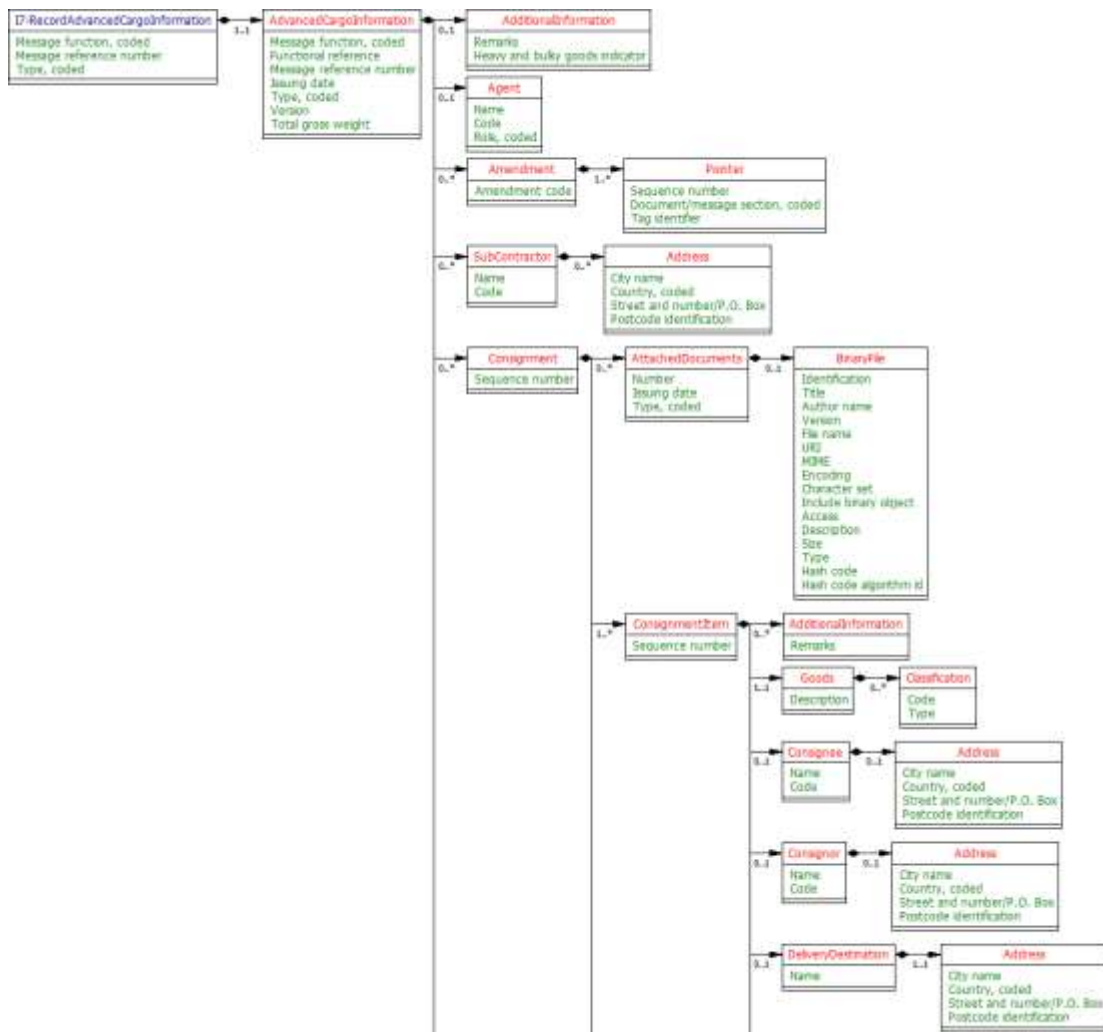 I7-RecordAdvancedCargoInformation
Message function, coded
Message reference number
Type, coded
1..1
AdvancedCargoInformation
Message function, coded
Functional reference
Message reference number
Issuing date
Type, coded
Version
Total gross weight
0..1
AdditionalInformation
Remarks
Heavy and bulky goods indicator
0..1
Agent
Name
Code
Role, coded
0..*
Amendment
Amendment code
1..*
Pointer
Sequence number
Document/message section, coded
Tag identifier
0..*
SubContractor
Name
Code
0..*
Address
City name
Country, coded
Street and number/P.O. Box
Postcode identification
0..*
Consignment
Sequence number
0..*
AttachedDocuments
Number
Issuing date
Type, coded
0..1
BinaryFile
Identification
Title
Author name
Version
File name
URI
MIME
Encoding
Character set
Include binary object
Access
Description
Size
Type
Hash code
Hash code algorithm id
1..*
ConsignmentItem
Sequence number
0..*
AdditionalInformation
Remarks
1..1
Goods
Description
0..*
Classification
Code
Type
0..1
Consignee
Name
Code
0..1
Address
City name
Country, coded
Street and number/P.O. Box
Postcode identification
0..1
Consignor
Name
Code
0..1
Address
City name
Country, coded
Street and number/P.O. Box
Postcode identification
0..1
DeliveryDestination
Name
1..1
Address
City name
Country, coded
Street and number/P.O. Box
Postcode identification